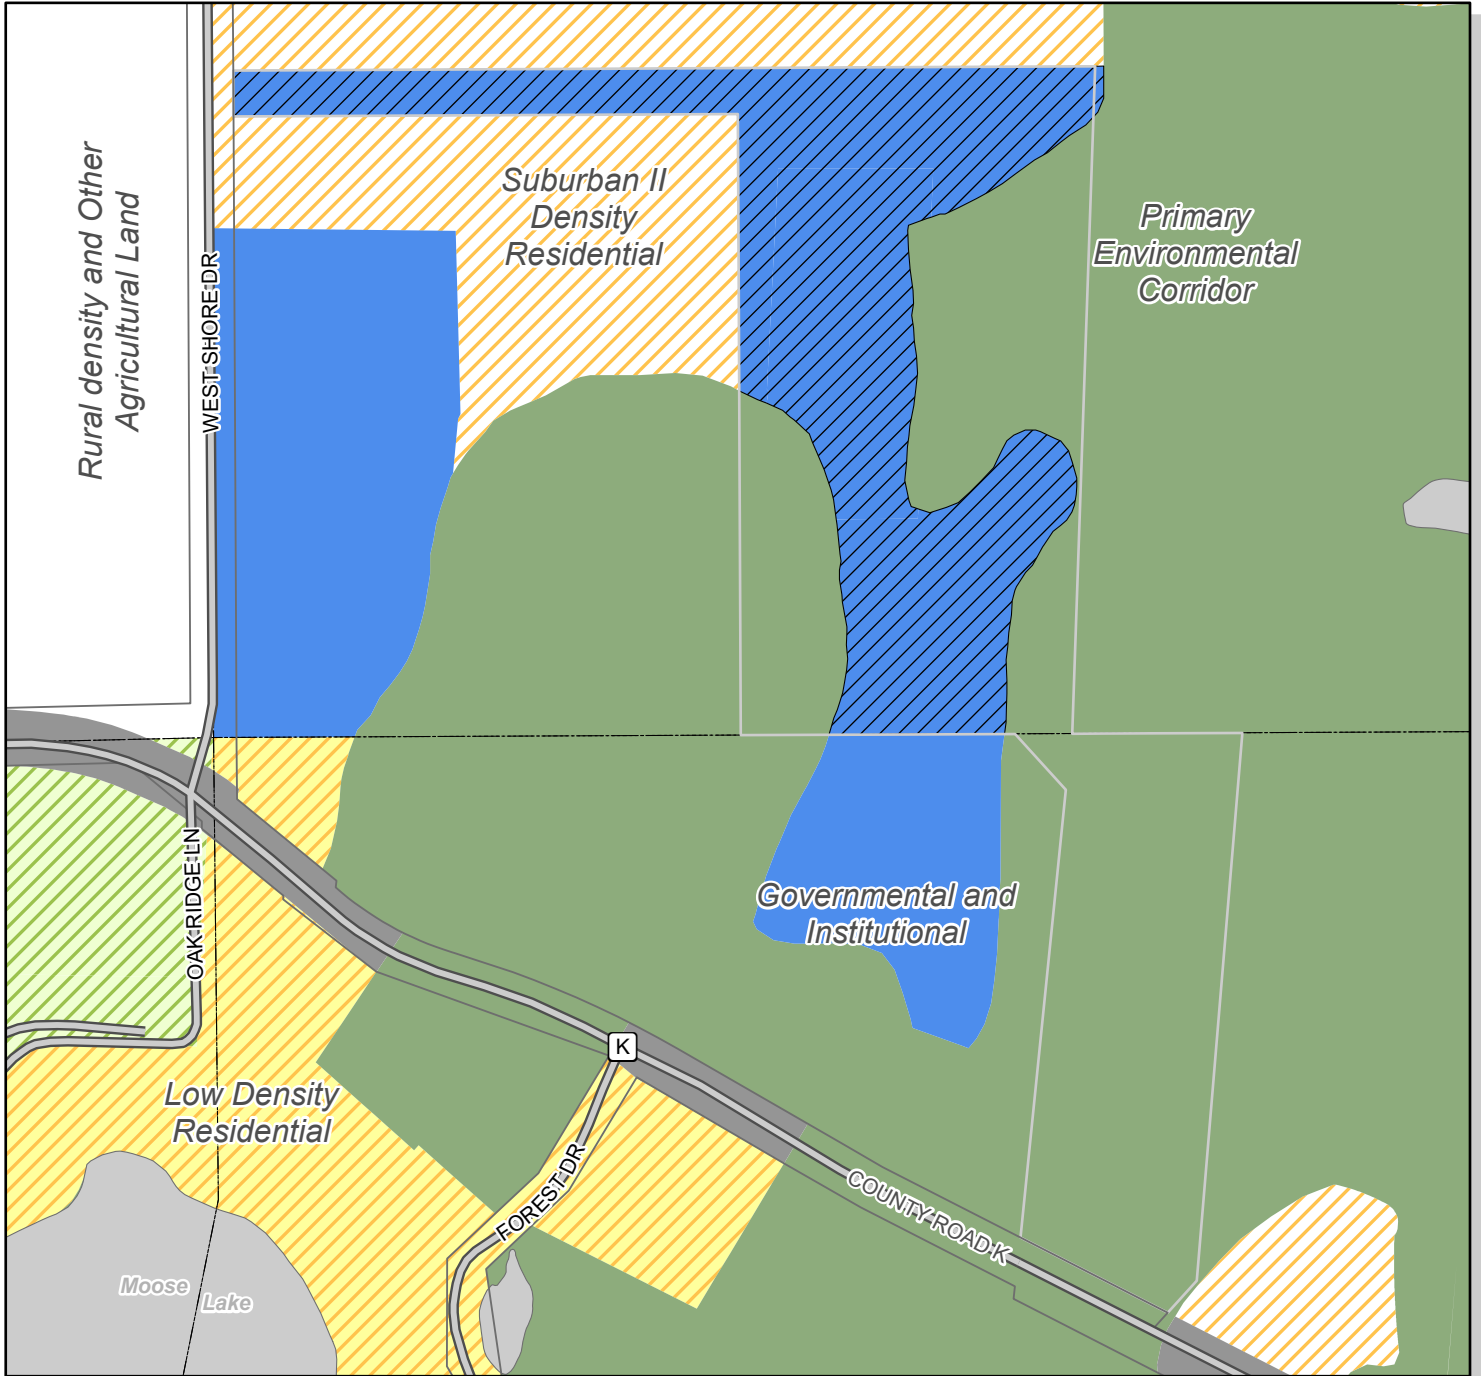 Suburban II
Density
Residential
Primary
Environmental
Corridor
Rural density and Other
Agricultural Land
WEST SHORE DR
OAK RIDGE LN
Governmental and
Institutional
K
Low Density
Residential
FOREST DR
COUNTY ROAD K
Moose
Lake